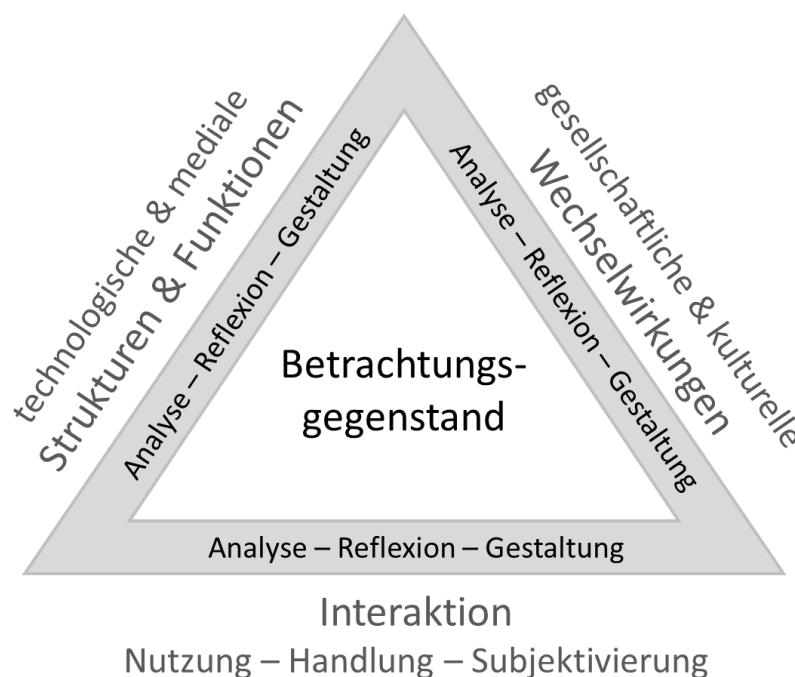 technologische & mediale
Strukturen & Funktionen
Analyse – Reflexion – Gestaltung
gesellschaftliche & kulturelle
Wechselwirkungen
Analyse – Reflexion – Gestaltung
Betrachtungs-
gegenstand
Analyse – Reflexion – Gestaltung
Interaktion
Nutzung – Handlung – Subjektivierung